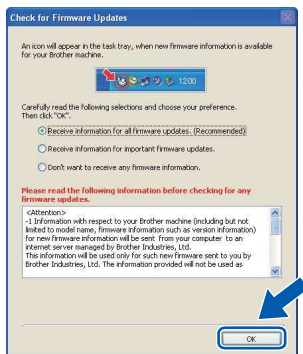 Check for Firmware Updates
An icon will appear in the task tray, when new firmware information is available
for your Brother machine.
12:00
Carefully read the following selections and choose your preference.
Then click "OK".
Receive information for all firmware updates. (Recommended)
Receive information for important firmware updates.
Don't want to receive any firmware information.
Please read the following information before checking for any
firmware updates.
<Attention>
-1 Information with respect to your Brother machine (including but not
limited to model name, firmware information such as version information)
for new firmware information will be sent from your computer to an
internet server managed by Brother Industries, Ltd.
This information will be used only for such new firmware sent to you by
Brother Industries, Ltd. The information provided will not be used as
OK